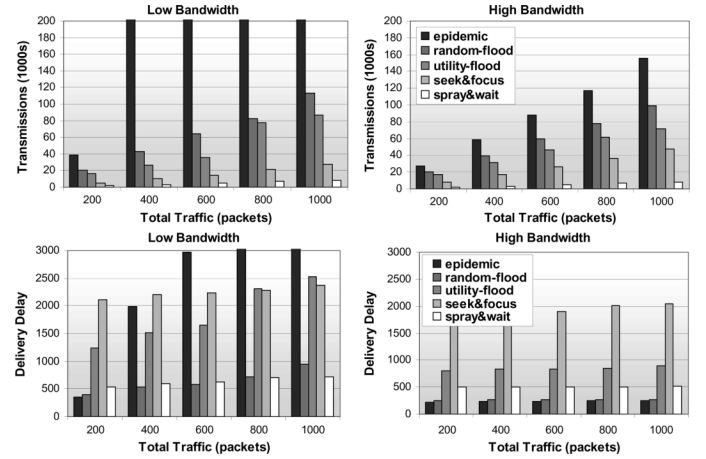 Low Bandwidth
200
180
160
140
120
100
80
60
40
20
0
Transmissions (1000s)
200 400 600 800 1000
Total Traffic (packets)
High Bandwidth
200
180
160
140
120
100
80
60
40
20
0
Transmissions (1000s)
epidemic
random-flood
utility-flood
seek&focus
spray&wait
200 400 600 800 1000
Total Traffic (packets)
Low Bandwidth
3000
2500
2000
1500
1000
500
0
Delivery Delay
200 400 600 800 1000
Total Traffic (packets)
High Bandwidth
3000
2500
2000
1500
1000
500
0
Delivery Delay
epidemic
random-flood
utility-flood
seek&focus
spray&wait
200 400 600 800 1000
Total Traffic (packets)